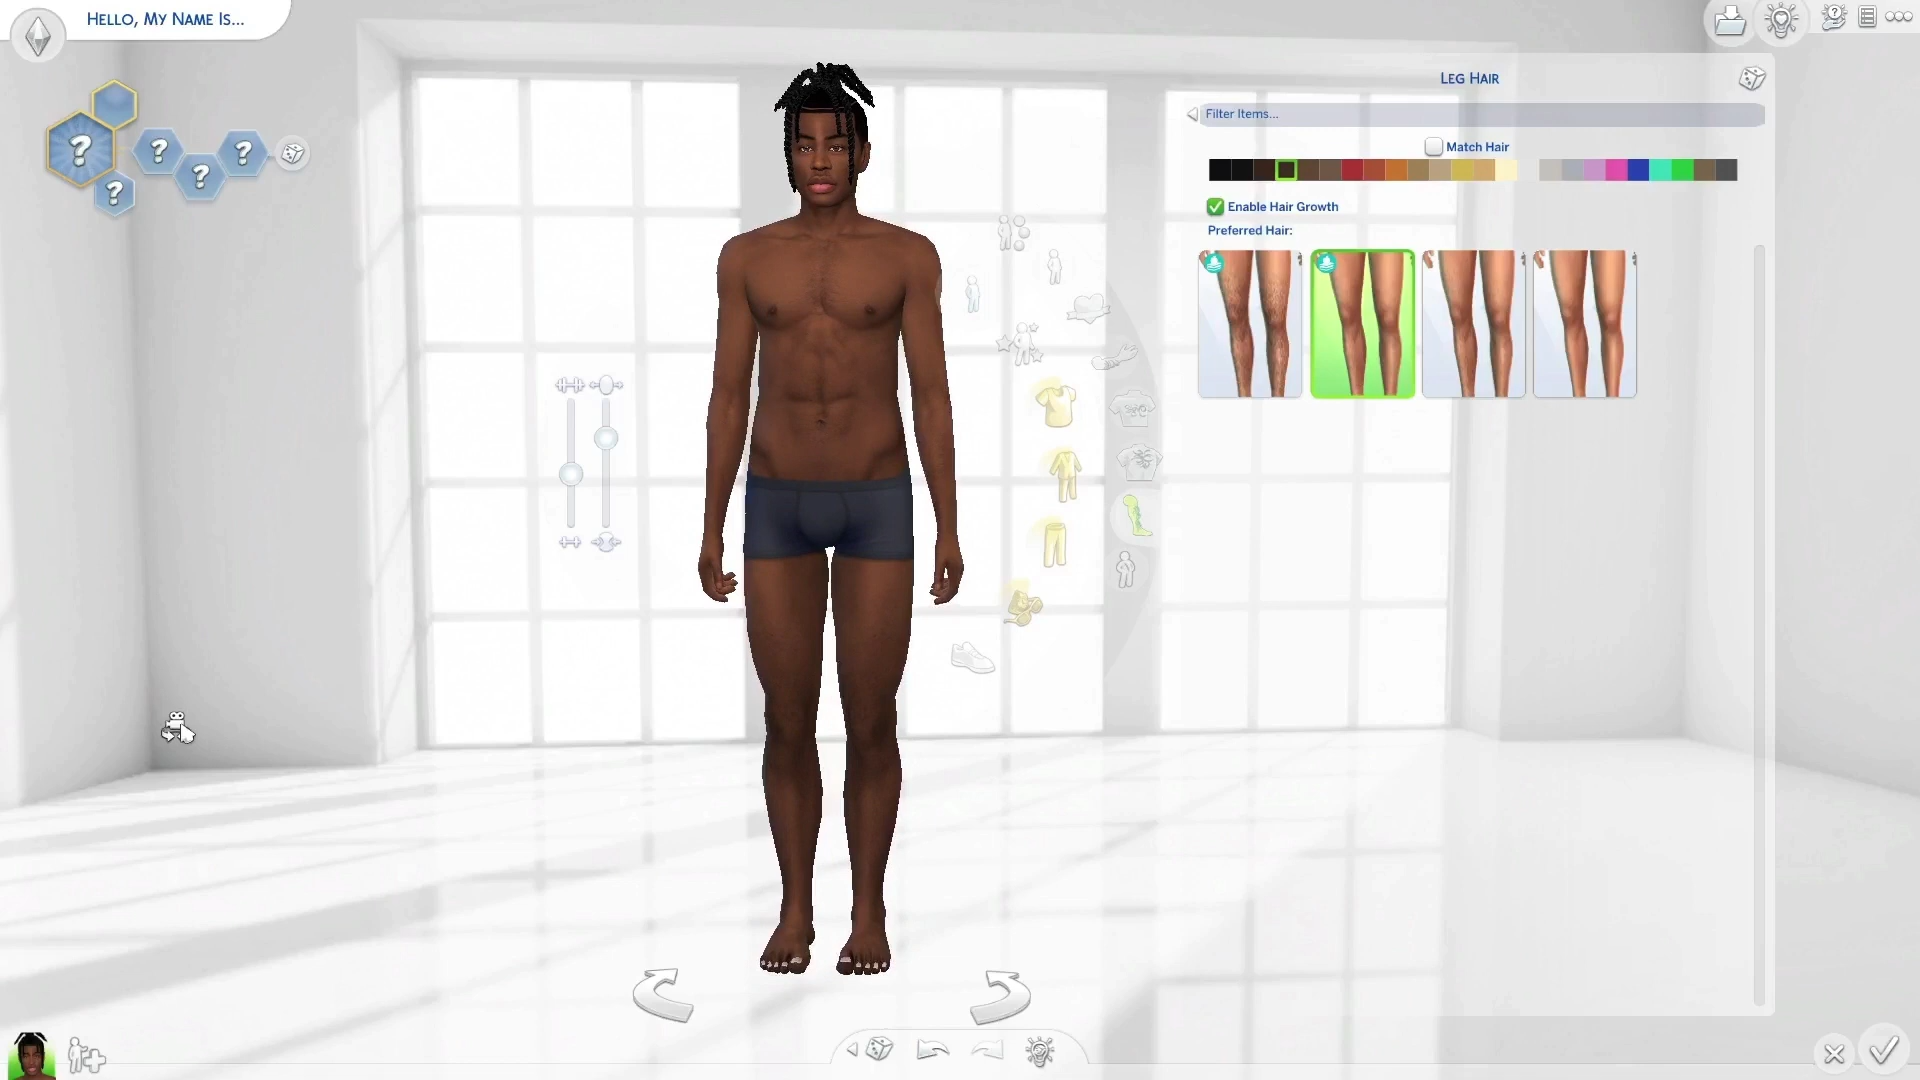 Hello, My Name Is...
Leg Hair
Filter Items...
Match Hair
Enable Hair Growth
Preferred Hair: